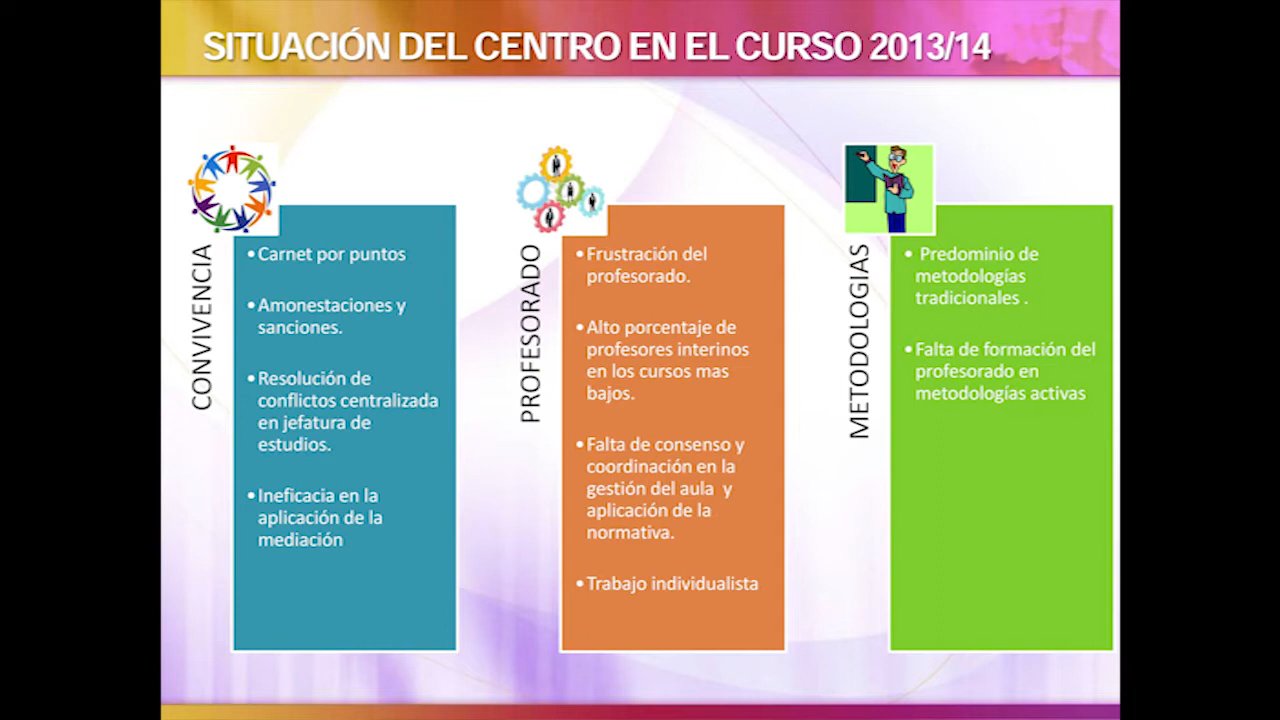 SITUACIÓN DEL CENTRO EN EL CURSO 2013/14
CONVIVENCIA
•Carnet por puntos
•Amonestaciones y
sanciones.
•Resolución de
conflictos centralizada
en jefatura de
estudios.
•Ineficacia en la
aplicación de la
mediación
PROFESORADO
•Frustración del
profesorado.
•Alto porcentaje de
profesores interinos
en los cursos mas
bajos.
•Falta de consenso y
coordinación en la
gestión del aula y
aplicación de la
normativa.
•Trabajo individualista
METODOLOGIAS
• Predominio de
metodologías
tradicionales .
•Falta de formación del
profesorado en
metodologías activas